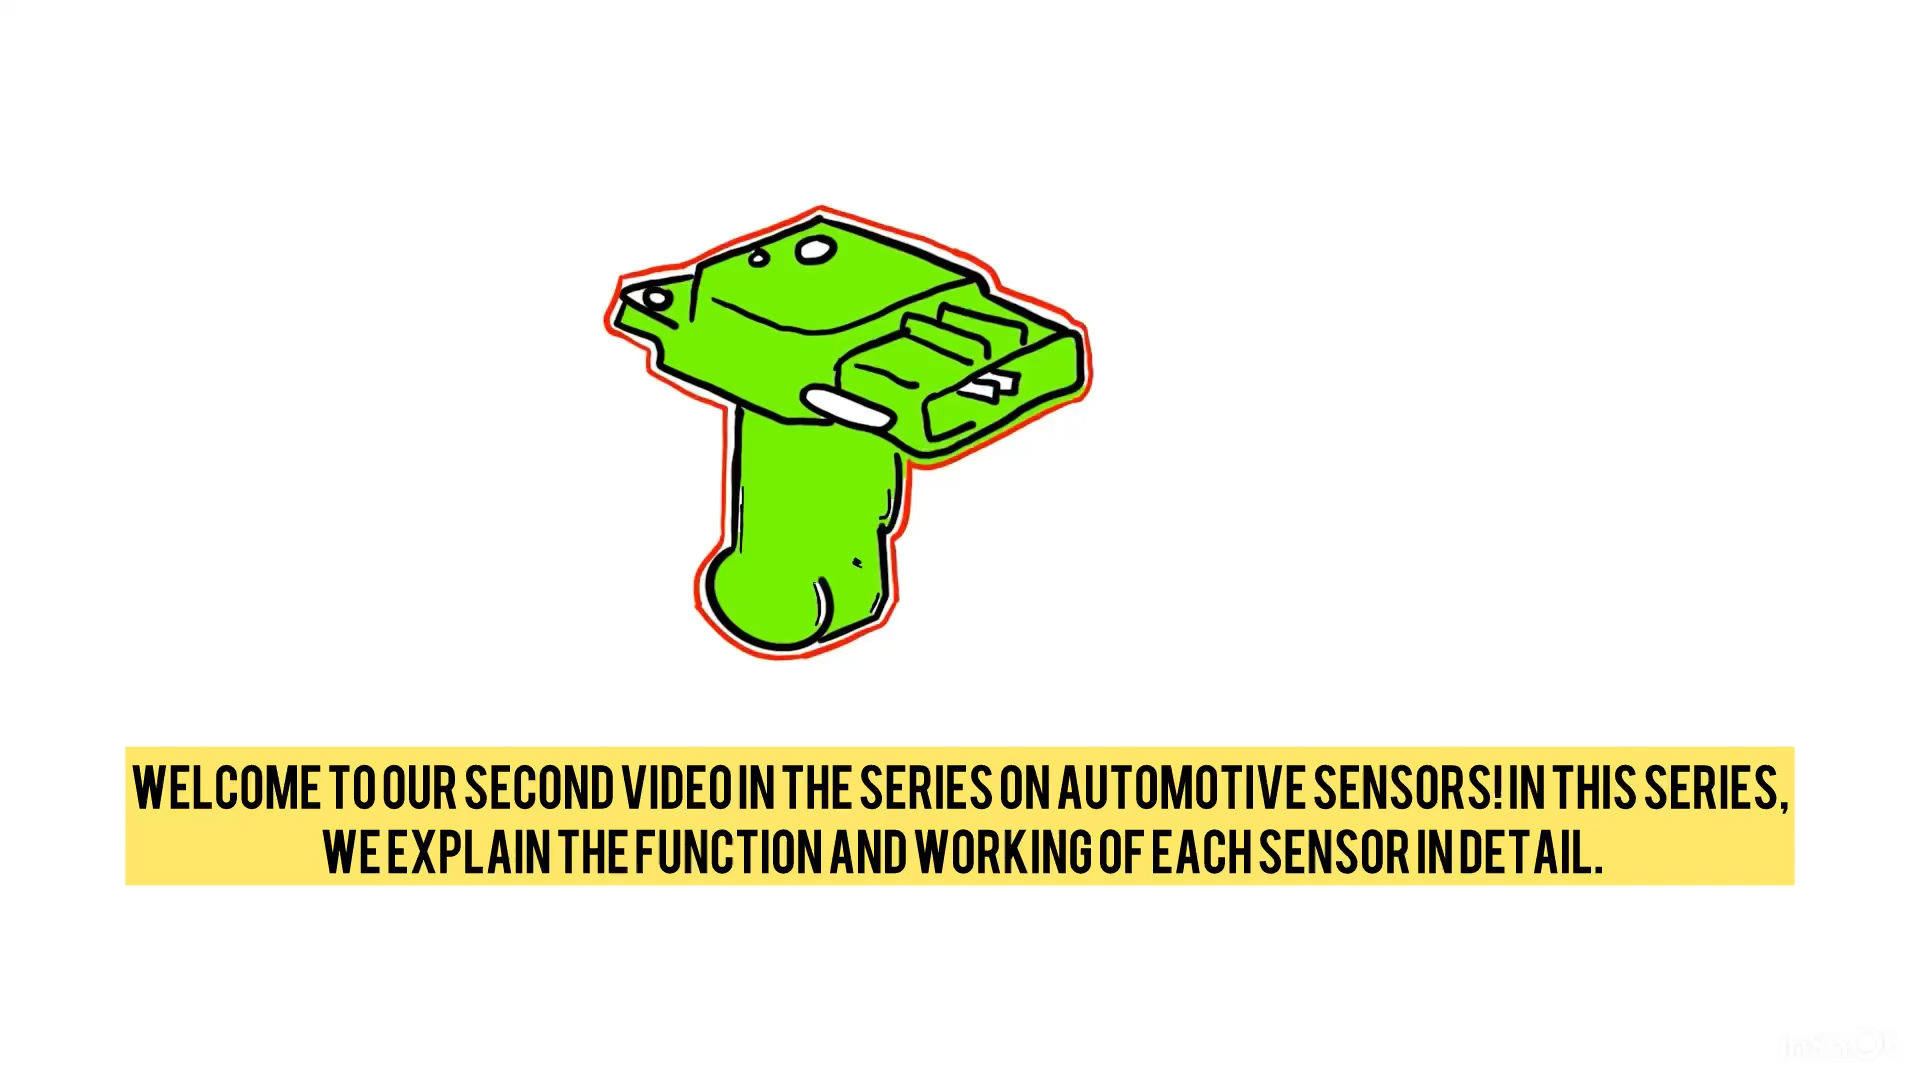 WELCOME TO OUR SECOND VIDEO IN THE SERIES ON AUTOMOTIVE SENSORS! IN THIS SERIES,
WE EXPLAIN THE FUNCTION AND WORKING OF EACH SENSOR IN DETAIL.